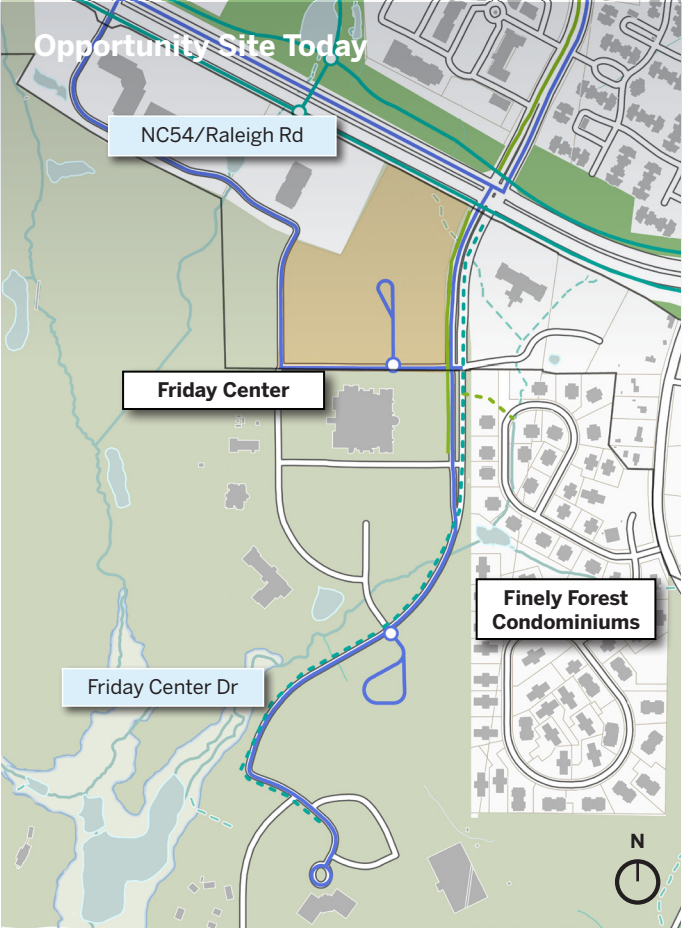 Opportunity Site Today
NC54/Raleigh Rd
Friday Center
Finely Forest
Condominiums
Friday Center Dr
N